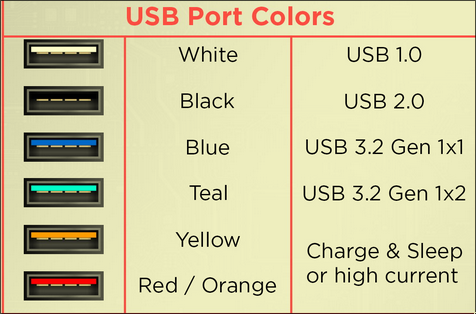 USB Port Colors
White USB 1.0
Black USB 2.0
Blue USB 3.2 Gen 1x1
Teal USB 3.2 Gen 1x2
Yellow
Charge & Sleep
or high current
Red / Orange